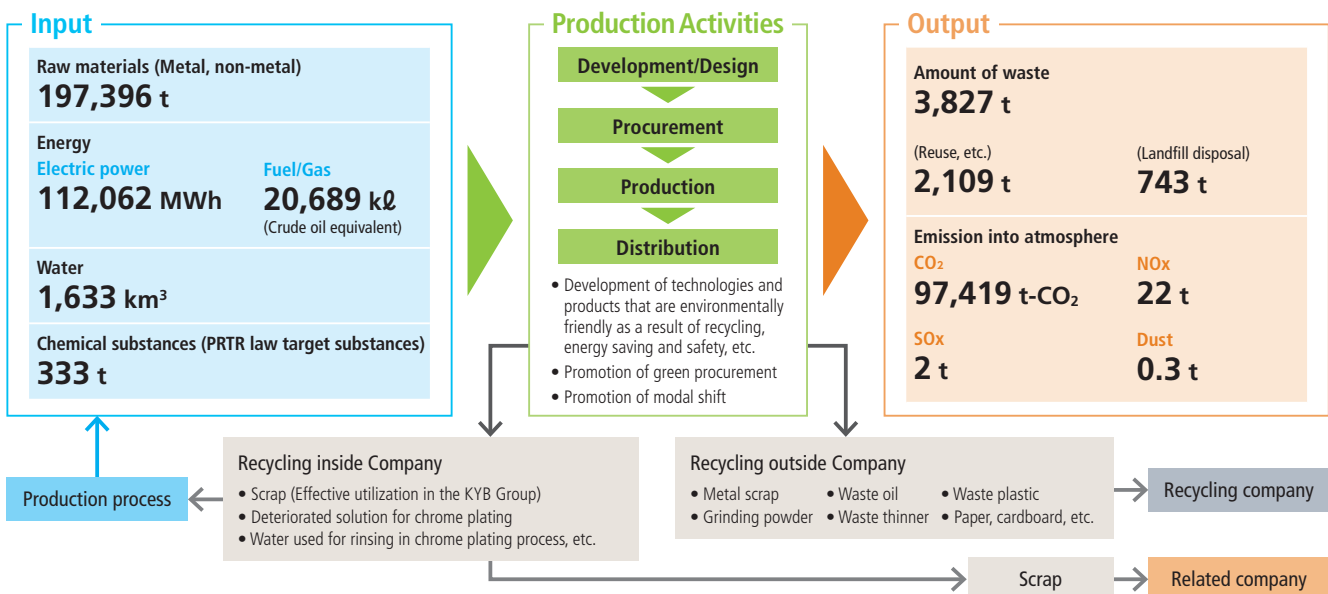 Input
Raw materials (Metal, non-metal)
197,396 t
Energy
Electric power
112,062 MWh
Fuel/Gas
20,689 kℓ
(Crude oil equivalent)
Water
1,633 km³
Chemical substances (PRTR law target substances)
333 t
Production Activities
Development/Design
Procurement
Production
Distribution
• Development of technologies and
products that are environmentally
friendly as a result of recycling,
energy saving and safety, etc.
• Promotion of green procurement
• Promotion of modal shift
Output
Amount of waste
3,827 t
(Reuse, etc.)
2,109 t
(Landfill disposal)
743 t
Emission into atmosphere
CO₂
97,419 t-CO₂
NOx
22 t
SOx
2 t
Dust
0.3 t
Production process
Recycling inside Company
• Scrap (Effective utilization in the KYB Group)
• Deteriorated solution for chrome plating
• Water used for rinsing in chrome plating process, etc.
Recycling outside Company
• Metal scrap
• Grinding powder
• Waste oil
• Waste thinner
• Waste plastic
• Paper, cardboard, etc.
Recycling company
Scrap
Related company